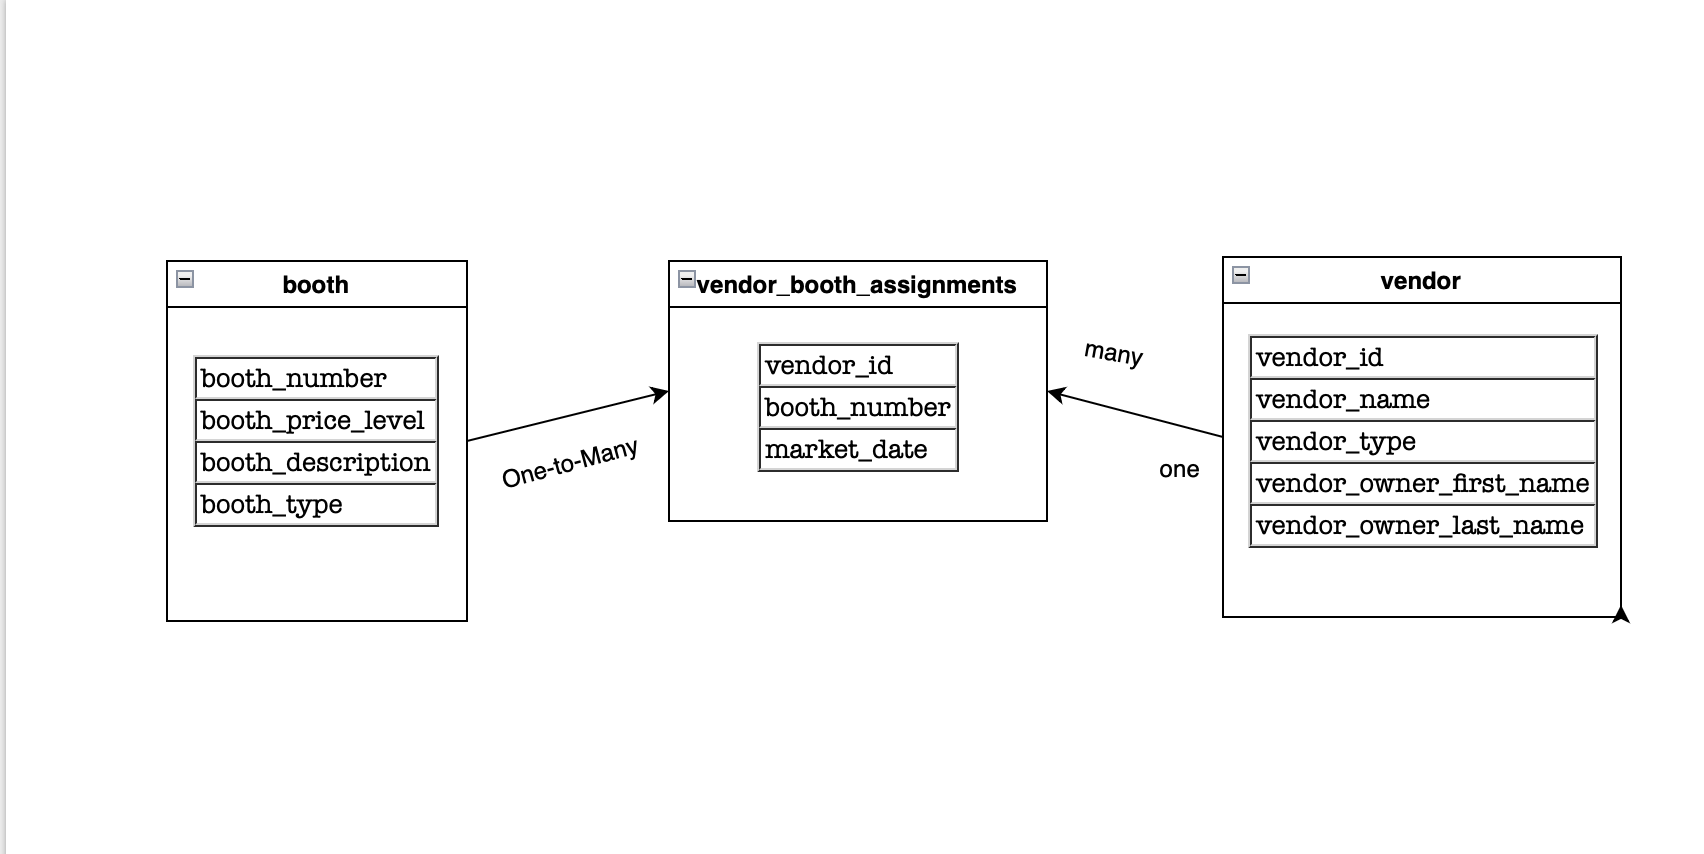 booth
booth_number
booth_price_level
booth_description
booth_type
One-to-Many
vendor_booth_assignments
vendor_id
booth_number
market_date
many
one
vendor
vendor_id
vendor_name
vendor_type
vendor_owner_first_name
vendor_owner_last_name